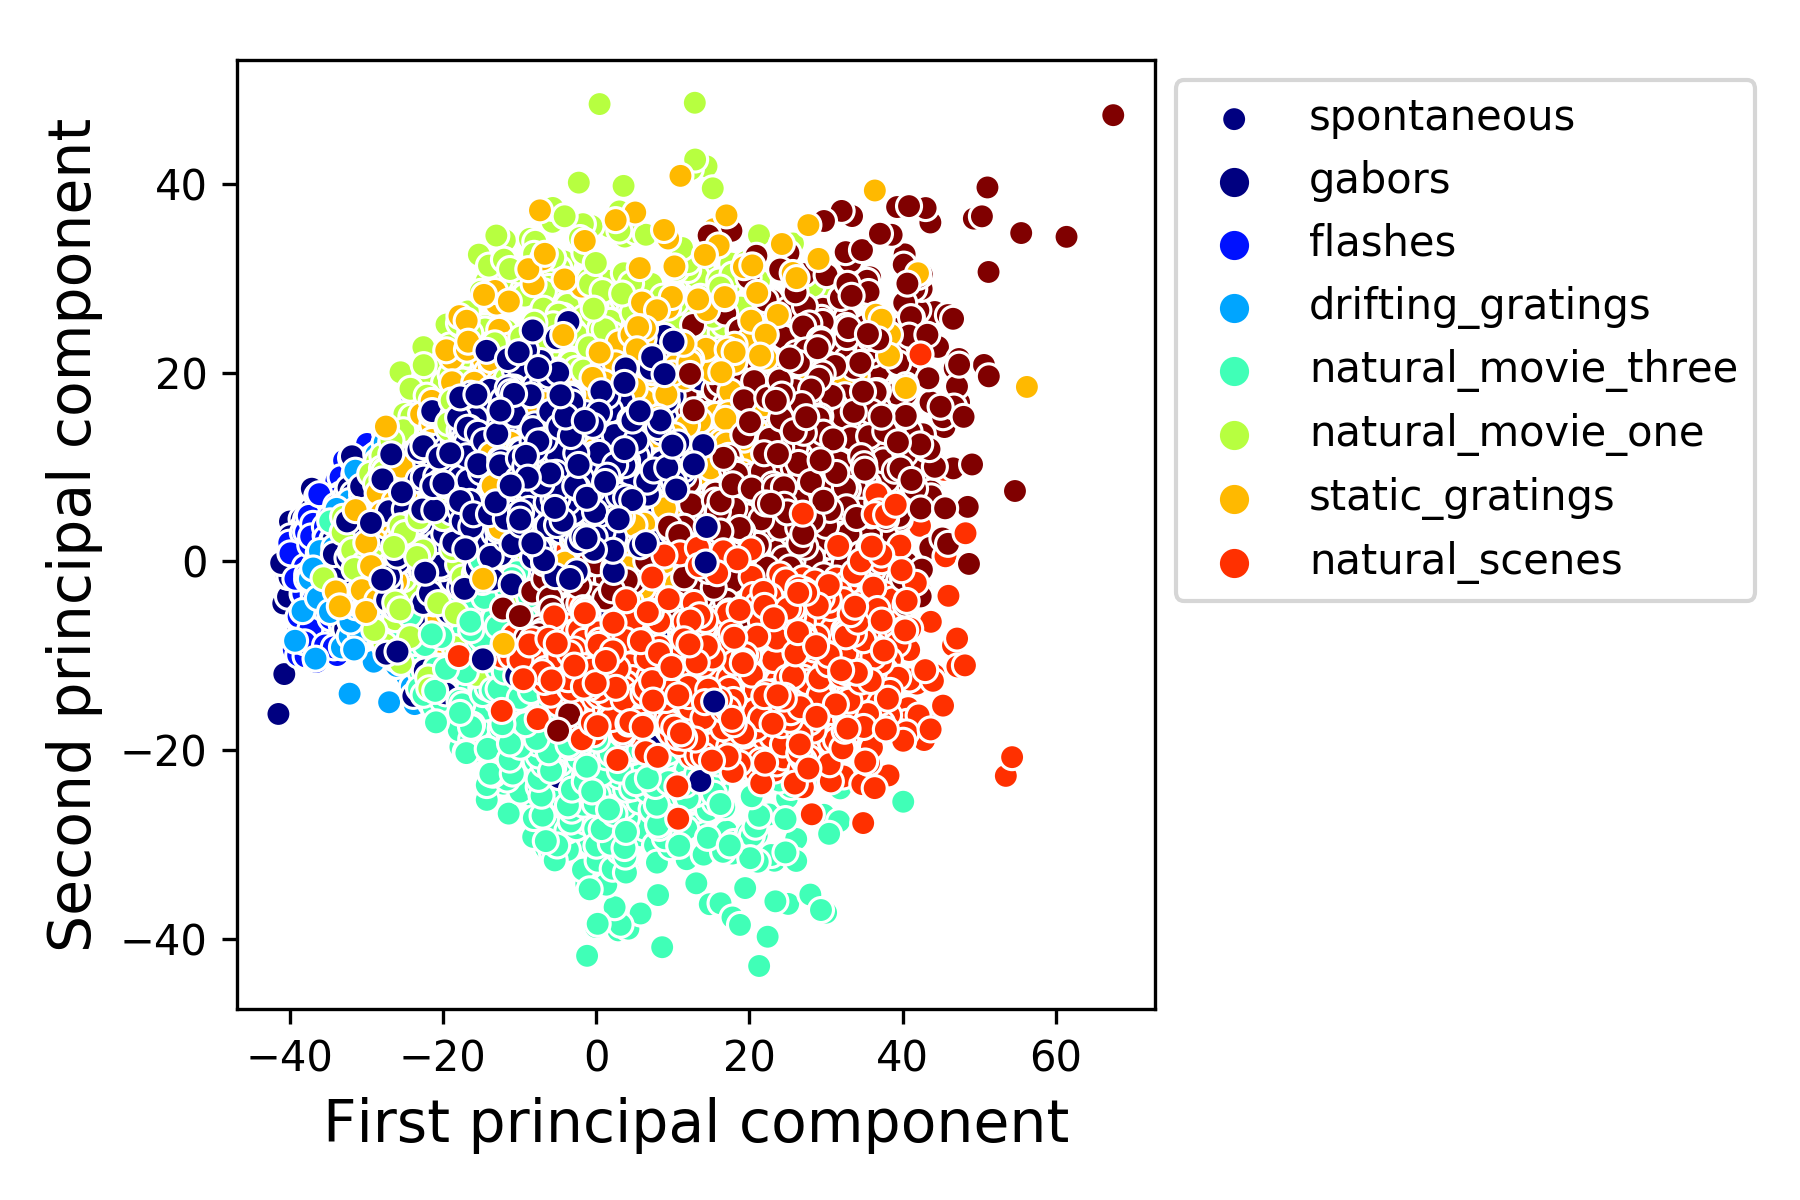 Second principal component
40
20
0
−20
−40
−40 −20 0 20 40 60
First principal component
spontaneous
gabors
flashes
drifting_gratings
natural_movie_three
natural_movie_one
static_gratings
natural_scenes